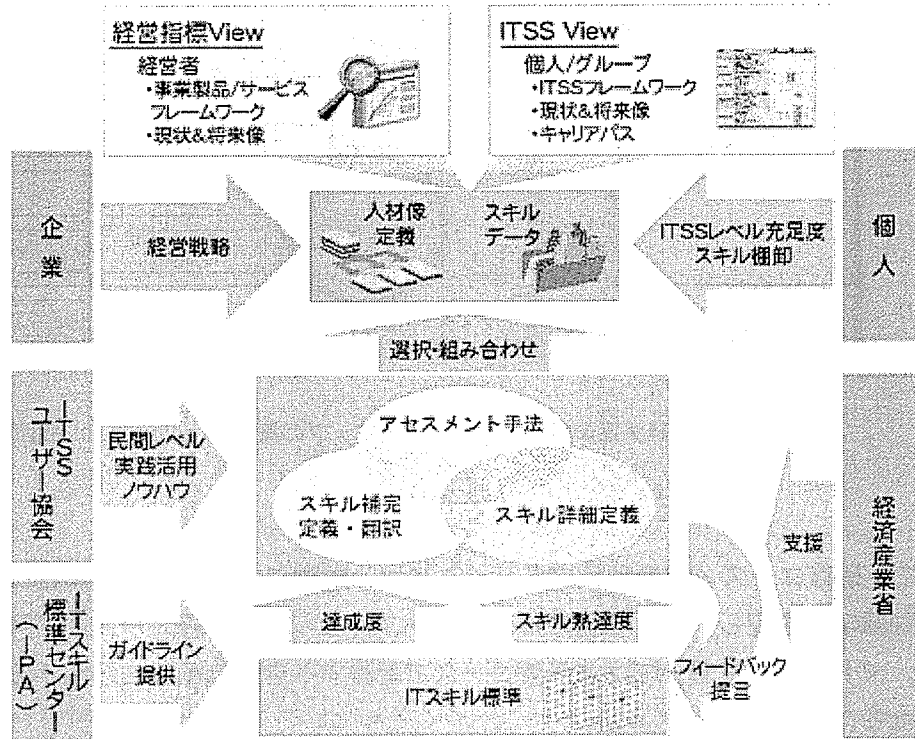 経営指標View
経営者
・事業製品/サービス
フレームワーク
・現状&将来像
ITSS View
個人/グループ
・ITSSフレームワーク
・現状&将来像
・キャリアパス
企業
経営戦略
人材像
定義
スキル
データ
ITSSレベル充足度
スキル棚卸
個人
選択・組み合わせ
ITSS
ユーザー協会
民間レベル
実践活用
ノウハウ
アセスメント手法
スキル補完
定義・翻訳
スキル詳細定義
支援
経済産業省
達成度
スキル熟達度
ITスキル
標準センター
(IPA)
ガイドライン
提供
ITスキル標準
フィードバック
提言